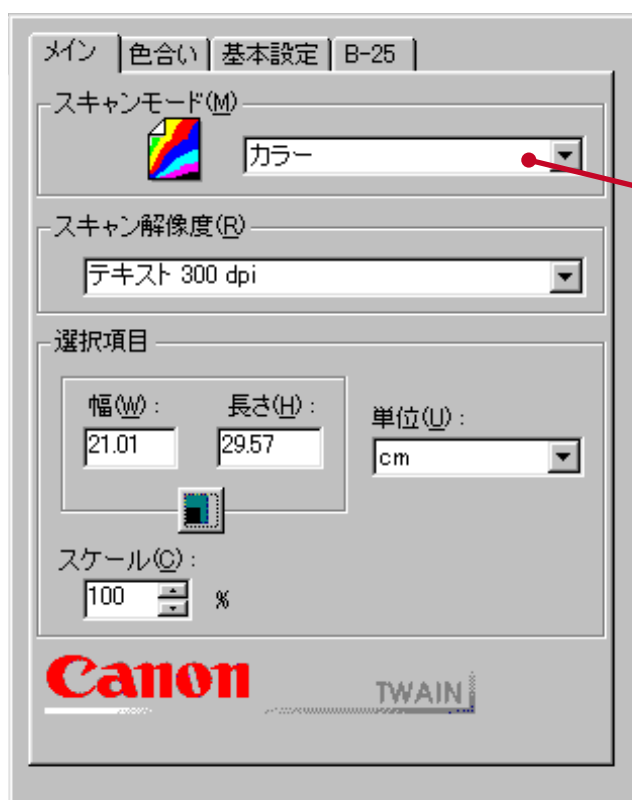 メイン 色合い 基本設定 B-25
スキャンモード(M)
カラー
スキャン解像度(R)
テキスト 300 dpi
選択項目
幅(W): 長さ(H):
単位(U):
21.01 29.57
cm
スケール(C):
100 %
Canon TWAIN